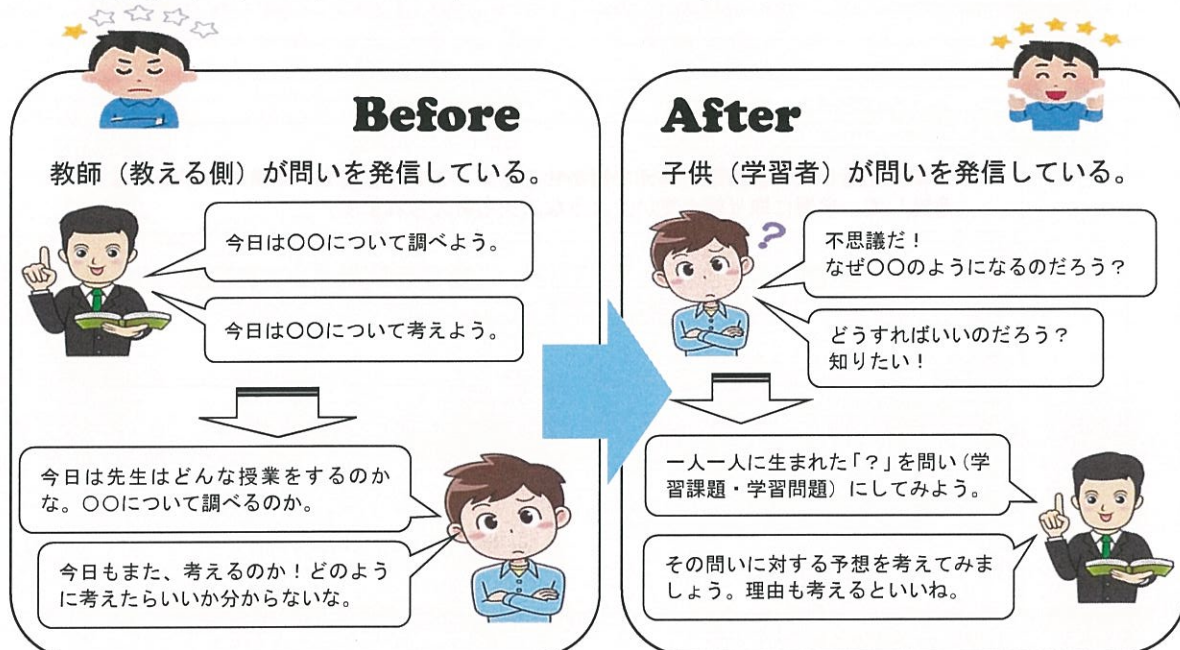 Before
教師（教える側）が問いを発信している。
今日は〇〇について調べよう。
今日は〇〇について考えよう。
今日は先生はどんな授業をするのか
な。〇〇について調べるのか。
今日もまた、考えるのか！どのよう
に考えたらいいか分からないな。
After
子供（学習者）が問いを発信している。
?
不思議だ！
なぜ〇〇のようになるのだろう？
どうすればいいのだろう？
知りたい！
一人一人に生まれた「？」を問い（学
習課題・学習問題）にしてみよう。
その問いに対する予想を考えてみま
しょう。理由も考えるといいね。